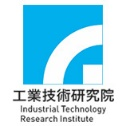 工業技術研究院
Industrial Technology
Research Institute